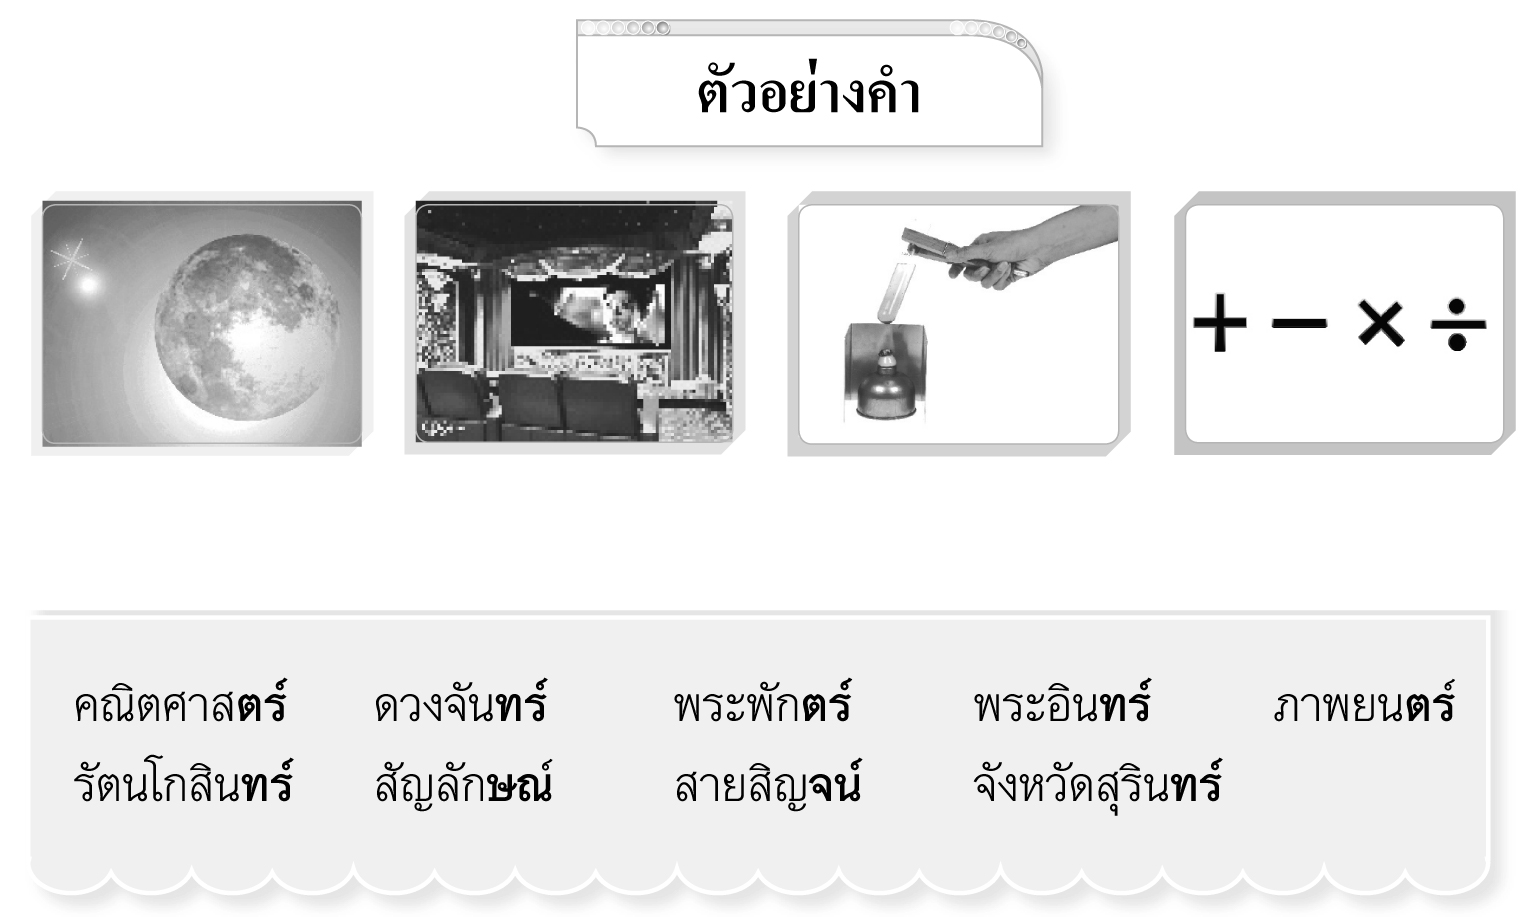 ตัวอย่างคำ
+ − × ÷
คณิตศาสตร์ ดวงจันทร์ พระพักตร์ พระอินทร์ ภาพยนตร์
รัตนโกสินทร์ สัญลักษณ์ สายสิญจน์ จังหวัดสุรินทร์